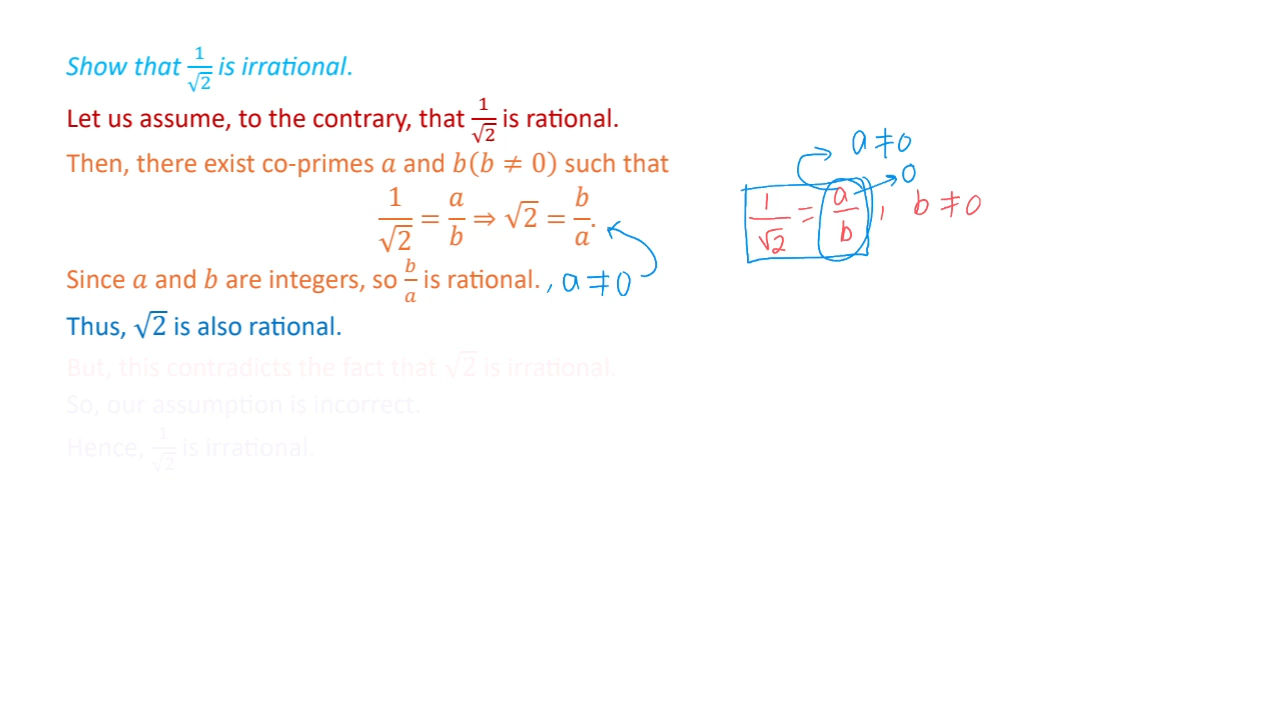 Show that 1/√2 is irrational.
Let us assume, to the contrary, that 1/√2 is rational.
Then, there exist co-primes a and b(b ≠ 0) such that
1/√2 = a/b ⇒ √2 = b/a.
Since a and b are integers, so b/a is rational. , a ≠ 0
Thus, √2 is also rational.
But, this contradicts the fact that √2 is irrational.
So, our assumption is incorrect.
Hence, 1/√2 is irrational.
a ≠ 0
0
1/√2 = a/b , b ≠ 0